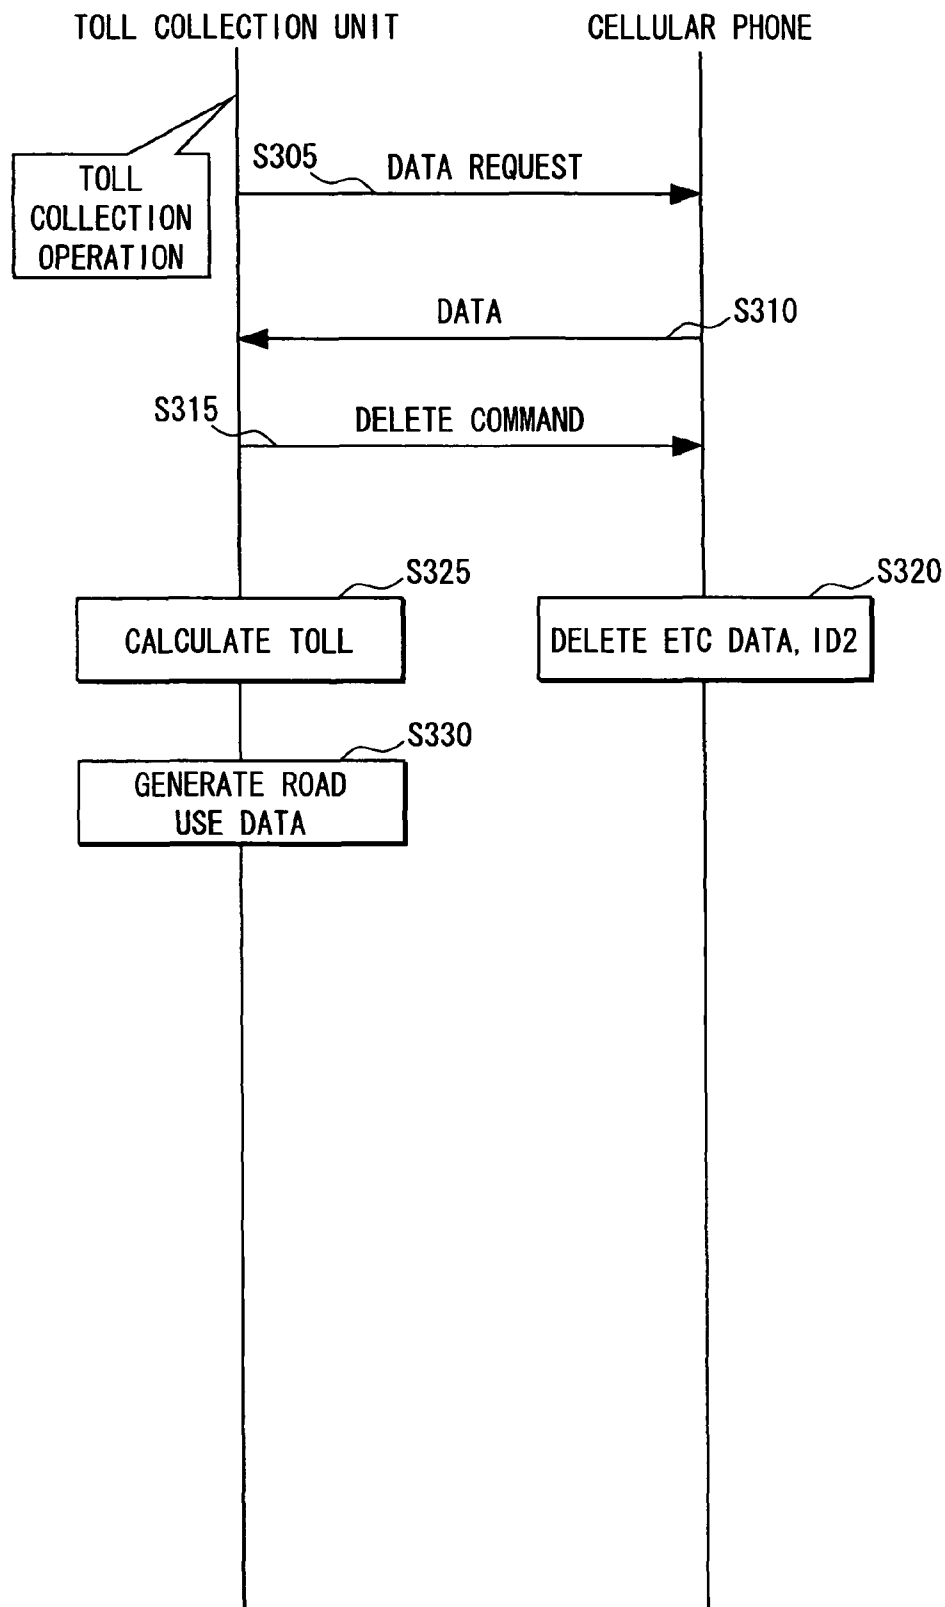 TOLL COLLECTION UNIT
CELLULAR PHONE
TOLL
COLLECTION
OPERATION
S305
DATA REQUEST
DATA
S310
S315
DELETE COMMAND
S325
CALCULATE TOLL
S320
DELETE ETC DATA, ID2
S330
GENERATE ROAD
USE DATA